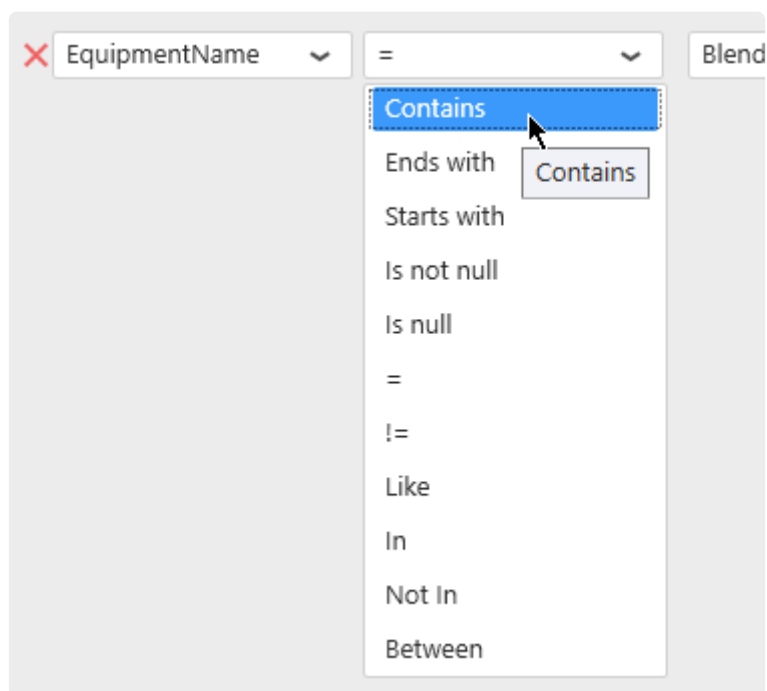 EquipmentName = Blend
Contains
Ends with
Contains
Starts with
Is not null
Is null
=
!=
Like
In
Not In
Between